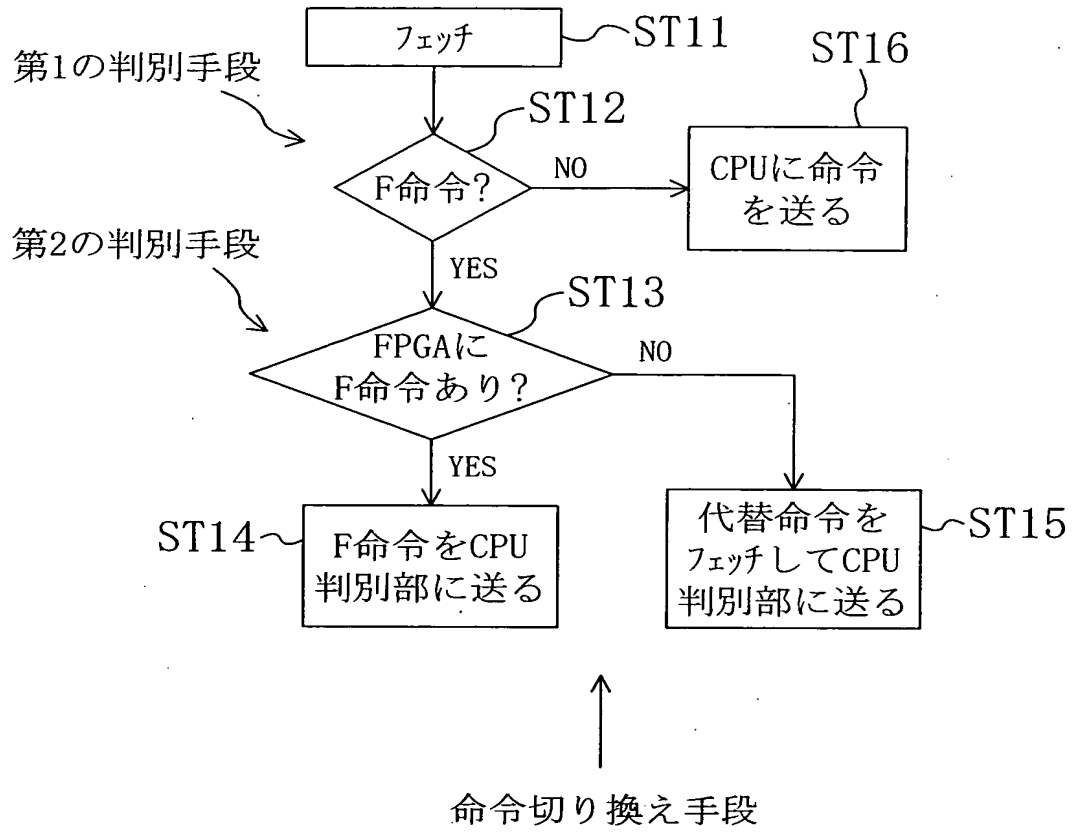 フェッチ
ST11
第1の判別手段
ST12
ST16
F命令?
NO
CPUに命令
を送る
第2の判別手段
YES
ST13
FPGAに
F命令あり?
NO
YES
ST14
F命令をCPU
判別部に送る
代替命令を
フェッチしてCPU
判別部に送る
ST15
命令切り換え手段